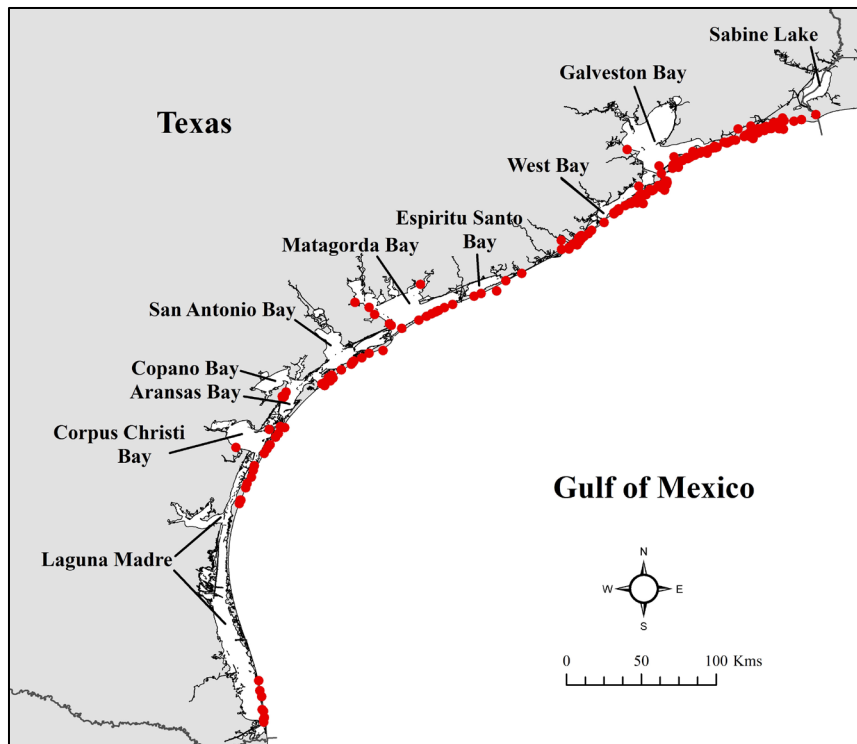 Sabine Lake
Galveston Bay
Texas
West Bay
Espiritu Santo
Bay
Matagorda Bay
San Antonio Bay
Copano Bay
Aransas Bay
Corpus Christi
Bay
Gulf of Mexico
Laguna Madre
N
W
E
S
0
50
100 Kms